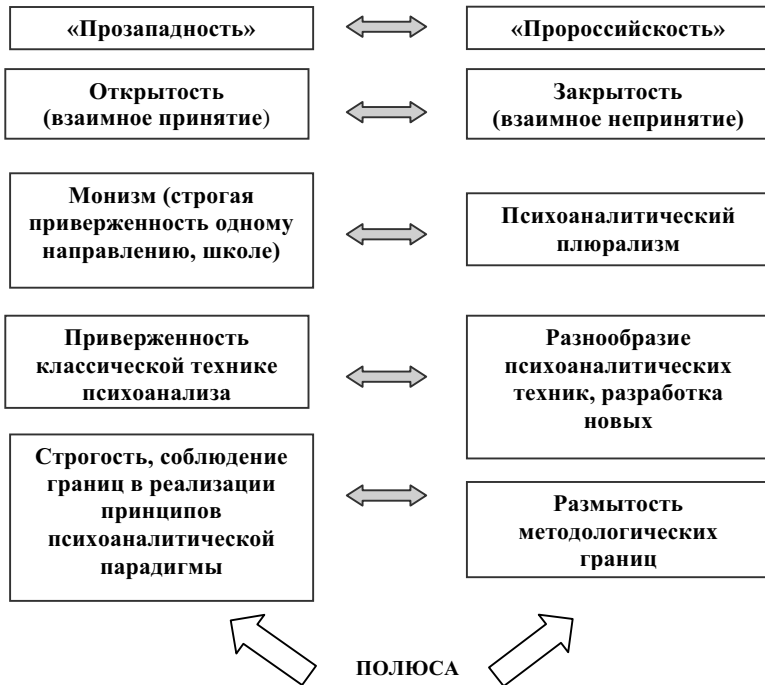 «Прозападность»
«Пророссийскость»
Открытость
(взаимное принятие)
Закрытость
(взаимное непринятие)
Монизм (строгая
приверженность одному
направлению, школе)
Психоаналитический
плюрализм
Приверженность
классической технике
психоанализа
Разнообразие
психоаналитических
техник, разработка
новых
Строгость, соблюдение
границ в реализации
принципов
психоаналитической
парадигмы
Размытость
методологических
границ
ПОЛЮСА